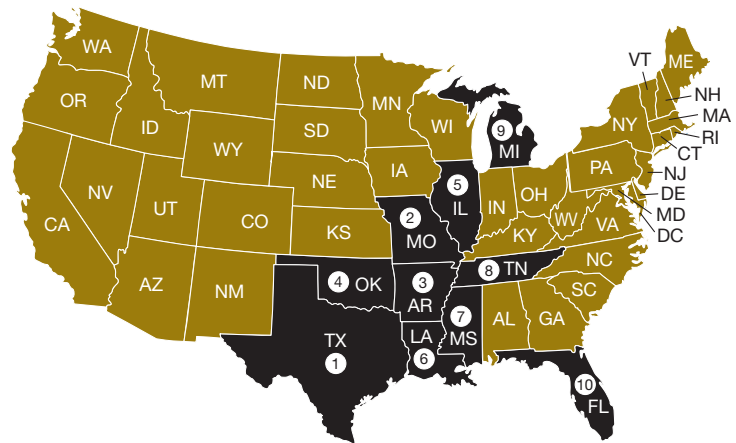 WA
OR
CA
NV
ID
MT
WY
UT
AZ
CO
NM
ND
SD
NE
KS
4 OK
TX
1
MN
IA
2
MO
3
AR
LA
6
WI
5
IL
9
MI
IN
OH
KY
8 TN
7
MS
AL
GA
10
FL
SC
NC
VA
WV
PA
NY
VT
ME
NH
MA
RI
CT
NJ
DE
MD
DC